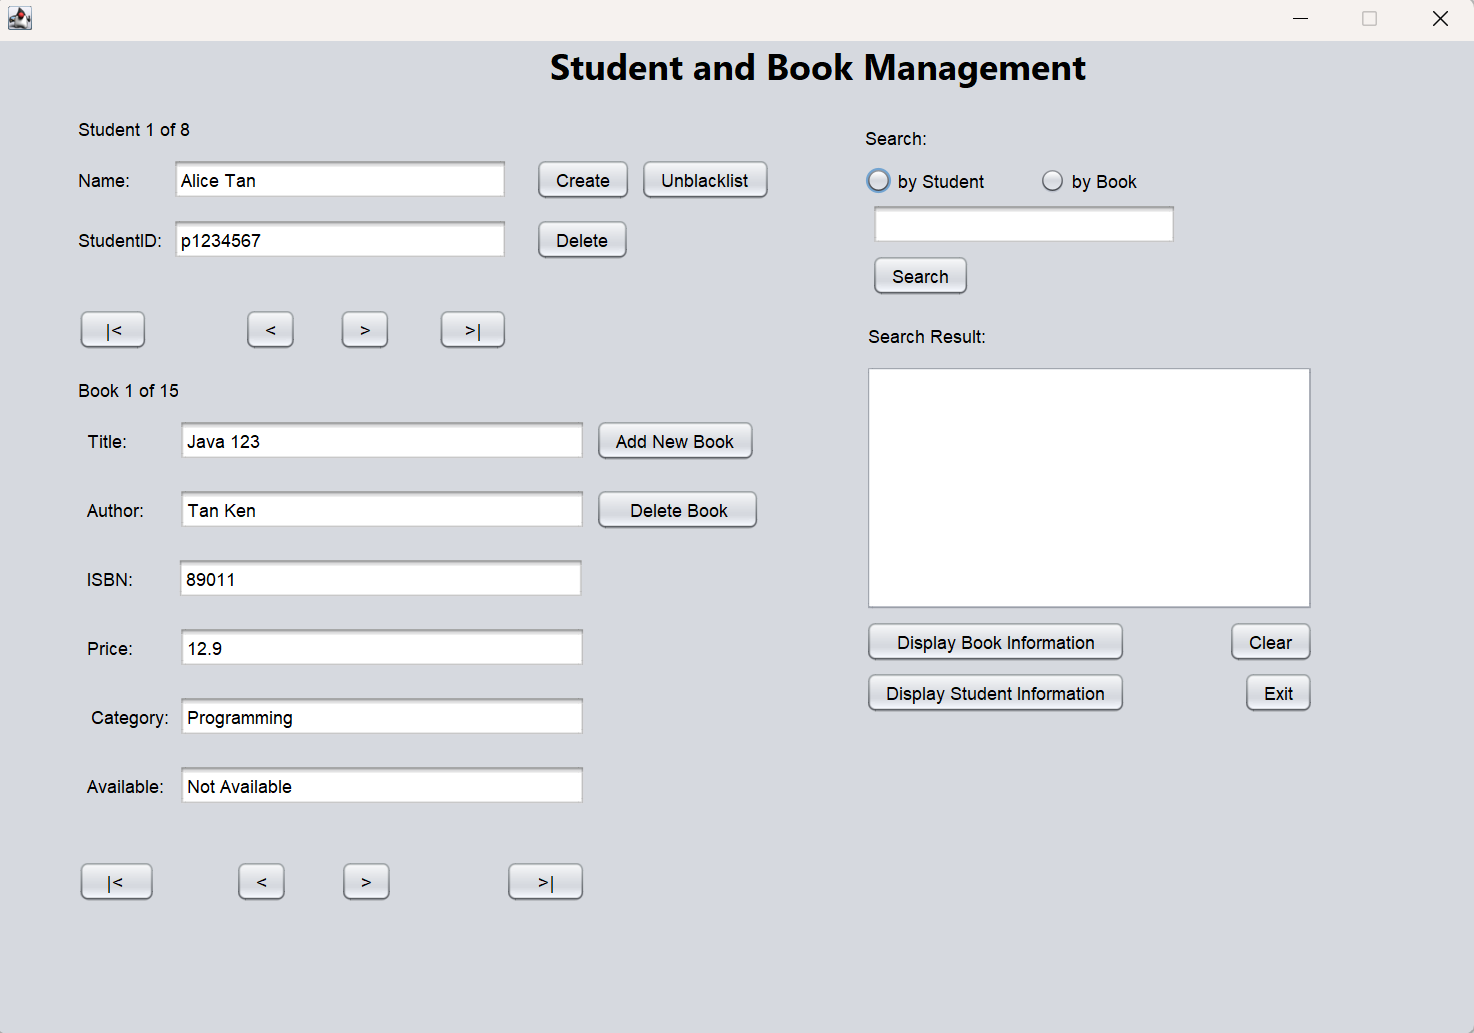 Student and Book Management
Student 1 of 8
Name: Alice Tan Create Unblacklist
StudentID: p1234567 Delete
|< < > >|
Book 1 of 15
Title: Java 123 Add New Book
Author: Tan Ken Delete Book
ISBN: 89011
Price: 12.9
Category: Programming
Available: Not Available
|< < > >|
Search:
by Student by Book
Search
Search Result:
Display Book Information Clear
Display Student Information Exit